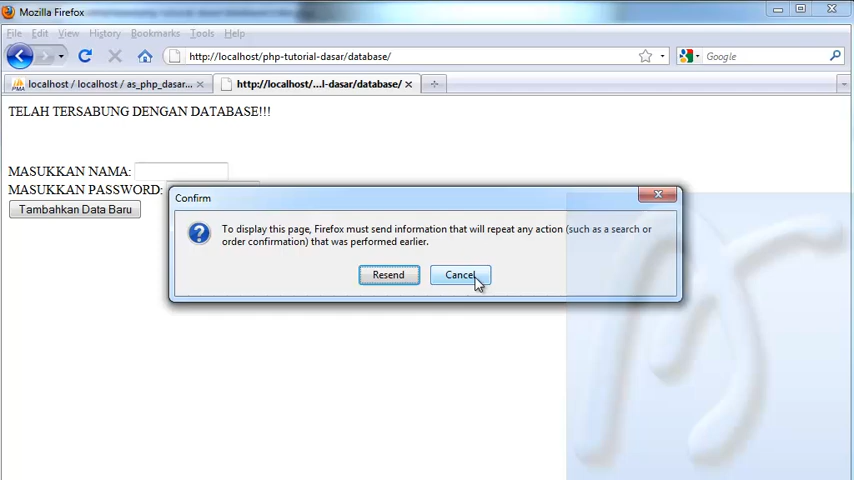 Mozilla Firefox
File Edit View History Bookmarks Tools Help
http://localhost/php-tutorial-dasar/database/
Google
PMA localhost / localhost / as_php_dasar...
http://localhost/...l-dasar/database/
TELAH TERSABUNG DENGAN DATABASE!!!
MASUKKAN NAMA:
MASUKKAN PASSWORD:
Tambahkan Data Baru
Confirm
To display this page, Firefox must send information that will repeat any action (such as a search or
order confirmation) that was performed earlier.
Resend
Cancel